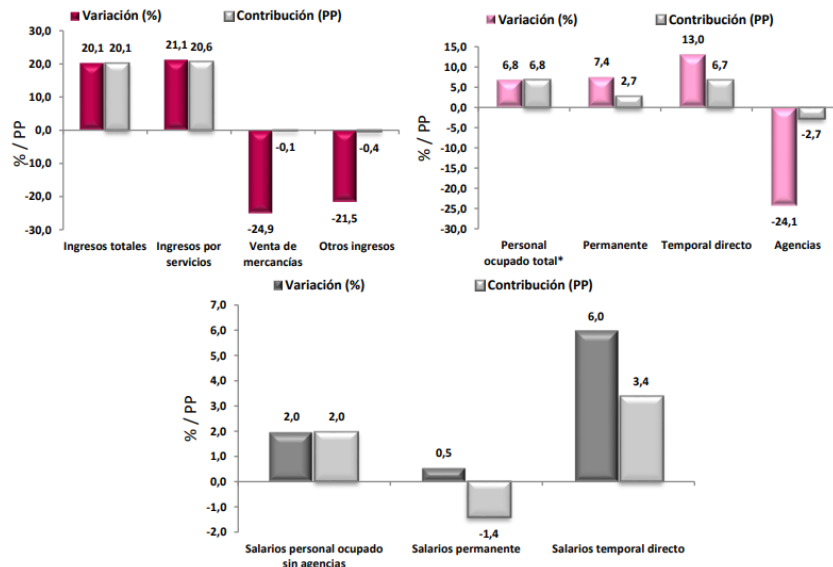 Variación (%) Contribución (PP)
30,0
20,0
10,0
0,0
-10,0
-20,0
-30,0
% / PP
20,1 20,1
21,1 20,6
-24,9 -0,1
-21,5 -0,4
Ingresos totales
Ingresos por
servicios
Venta de
mercancías
Otros ingresos
Variación (%) Contribución (PP)
15,0
10,0
5,0
0,0
-5,0
-10,0
-15,0
-20,0
-25,0
-30,0
% / PP
6,8 6,8
7,4 2,7
13,0 6,7
-24,1 -2,7
Personal
ocupado total*
Permanente
Temporal directo
Agencias
Variación (%) Contribución (PP)
7,0
6,0
5,0
4,0
3,0
2,0
1,0
0,0
-1,0
-2,0
% / PP
2,0 2,0
0,5 -1,4
6,0 3,4
Salarios personal ocupado
sin agencias
Salarios permanente
Salarios temporal directo